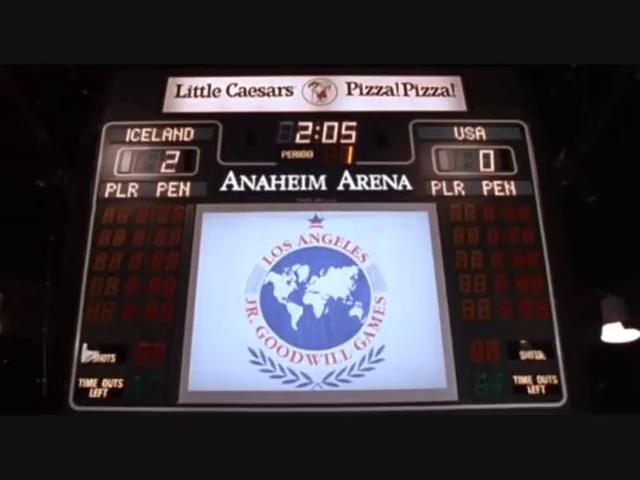 Little Caesars Pizza! Pizza!
ICELAND 2:05 USA
2 PERIOD 1 0
PLR PEN ANAHEIM ARENA PLR PEN
LOS ANGELES
JR. GOODWILL GAMES
SHOTS SHOTS
TIME OUTS LEFT TIME OUTS LEFT